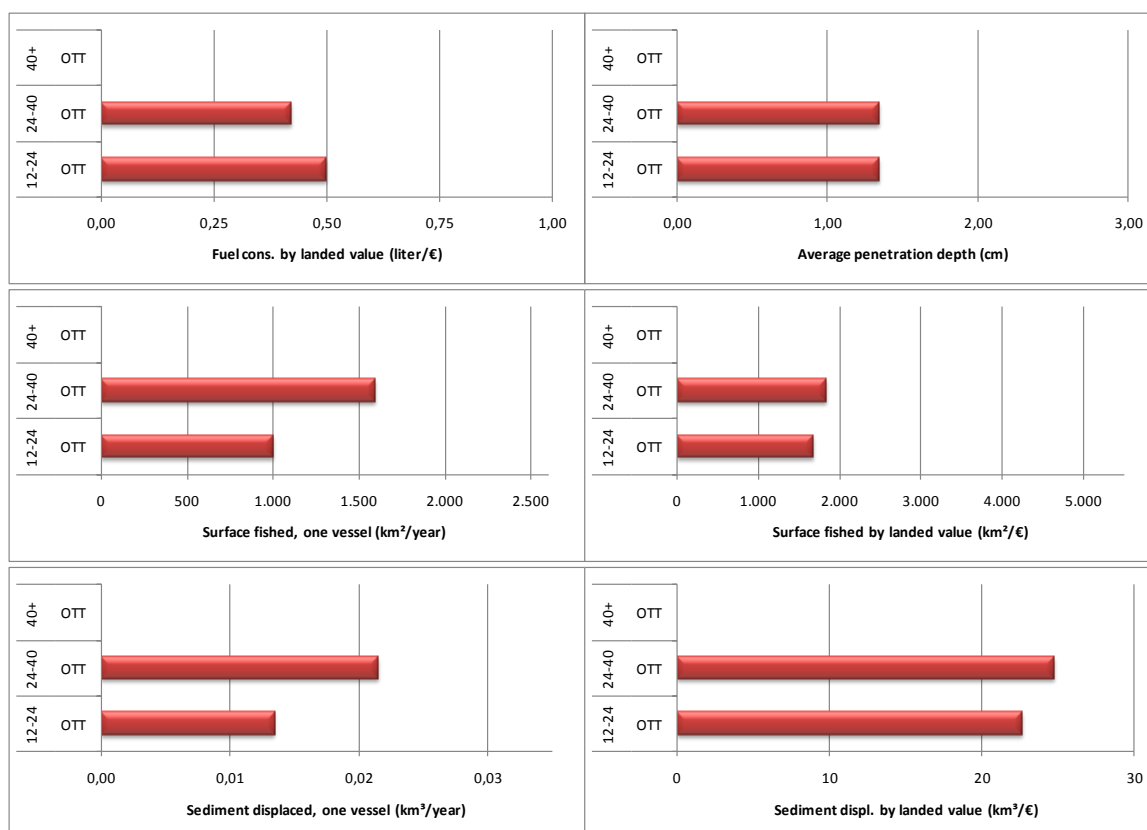 40+ OTT
24-40 OTT
12-24 OTT
0,00 0,25 0,50 0,75 1,00
Fuel cons. by landed value (liter/€)
40+ OTT
24-40 OTT
12-24 OTT
0,00 1,00 2,00 3,00
Average penetration depth (cm)
40+ OTT
24-40 OTT
12-24 OTT
0 500 1.000 1.500 2.000 2.500
Surface fished, one vessel (km²/year)
40+ OTT
24-40 OTT
12-24 OTT
0 1.000 2.000 3.000 4.000 5.000
Surface fished by landed value (km²/€)
40+ OTT
24-40 OTT
12-24 OTT
0,00 0,01 0,02 0,03
Sediment displaced, one vessel (km³/year)
40+ OTT
24-40 OTT
12-24 OTT
0 10 20 30
Sediment displ. by landed value (km³/€)